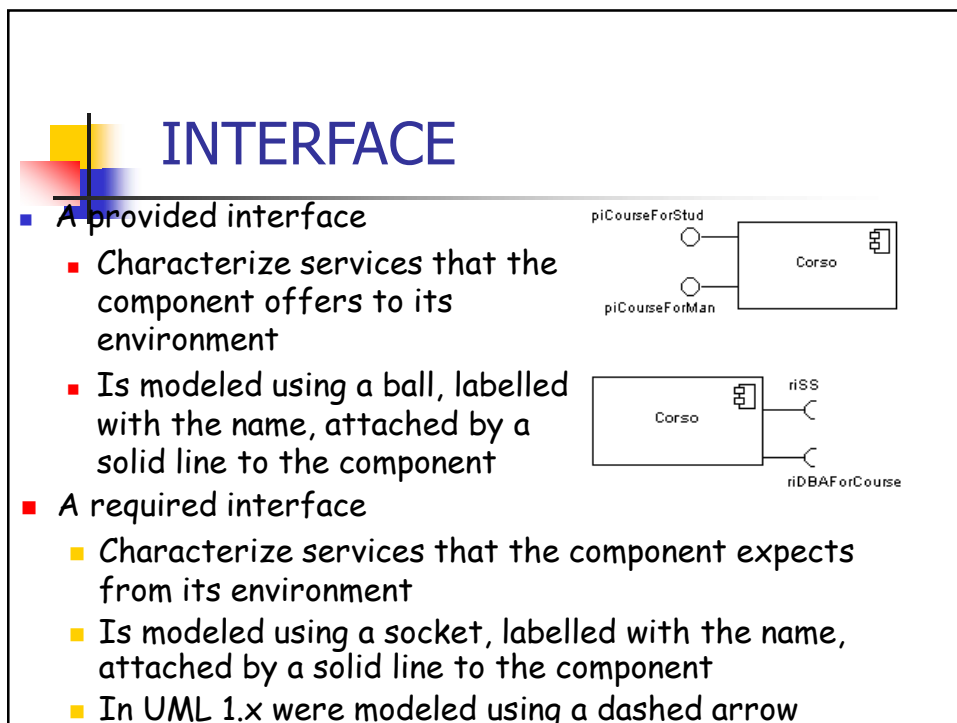 INTERFACE
A provided interface
Characterize services that the
component offers to its
environment
Is modeled using a ball, labelled
with the name, attached by a
solid line to the component
piCourseForStud
Corso
piCourseForMan
Corso
riSS
riDBAForCourse
A required interface
Characterize services that the component expects
from its environment
Is modeled using a socket, labelled with the name,
attached by a solid line to the component
In UML 1.x were modeled using a dashed arrow